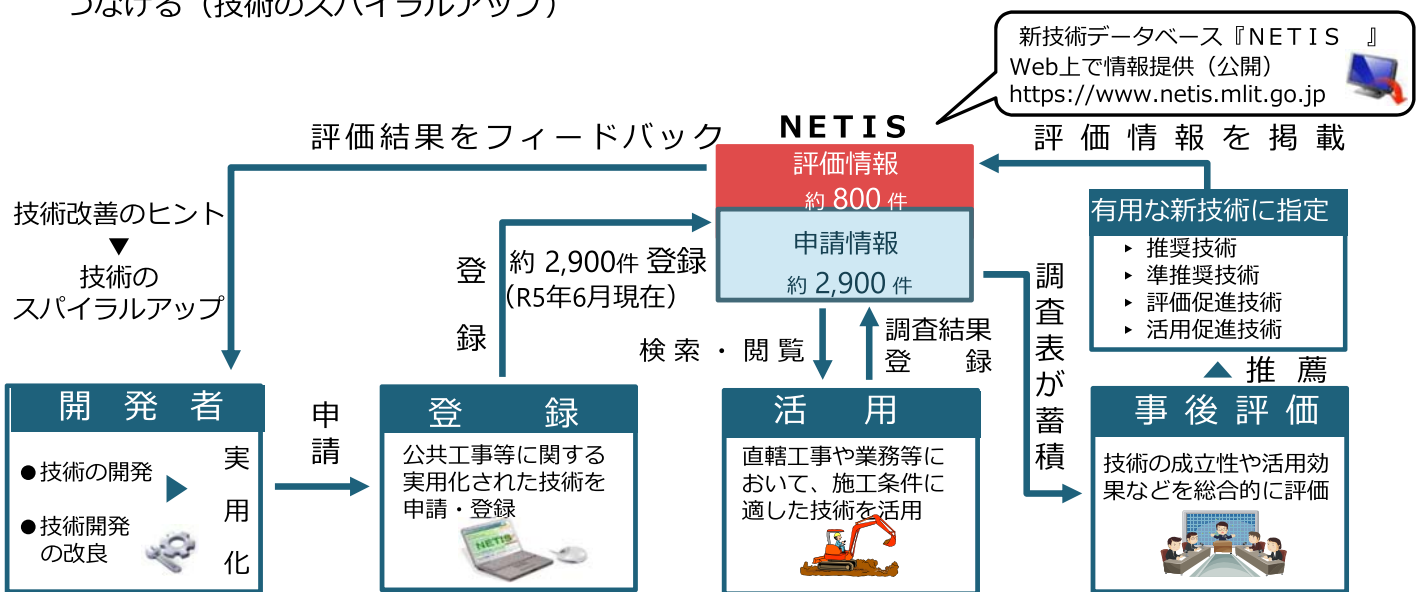 つなげる（技術のスパイラルアップ）
新技術データベース『ＮＥＴＩＳ　』
Web上で情報提供（公開）
https://www.netis.mlit.go.jp
評価結果をフィードバック
ＮＥＴＩＳ
評価情報を掲載
評価情報
約 800 件
申請情報
約 2,900 件
技術改善のヒント
▼
技術の
スパイラルアップ
登録
約 2,900件 登録
（R5年6月現在）
検索・閲覧
調査結果
登　録
調査表が蓄積
有用な新技術に指定
▸ 推奨技術
▸ 準推奨技術
▸ 評価促進技術
▸ 活用促進技術
▲ 推薦
開発者
●技術の開発
●技術開発
の改良
実用化
申請
登　録
公共工事等に関する
実用化された技術を
申請・登録
NETIS
活　用
直轄工事や業務等に
おいて、施工条件に
適した技術を活用
事後評価
技術の成立性や活用効
果などを総合的に評価